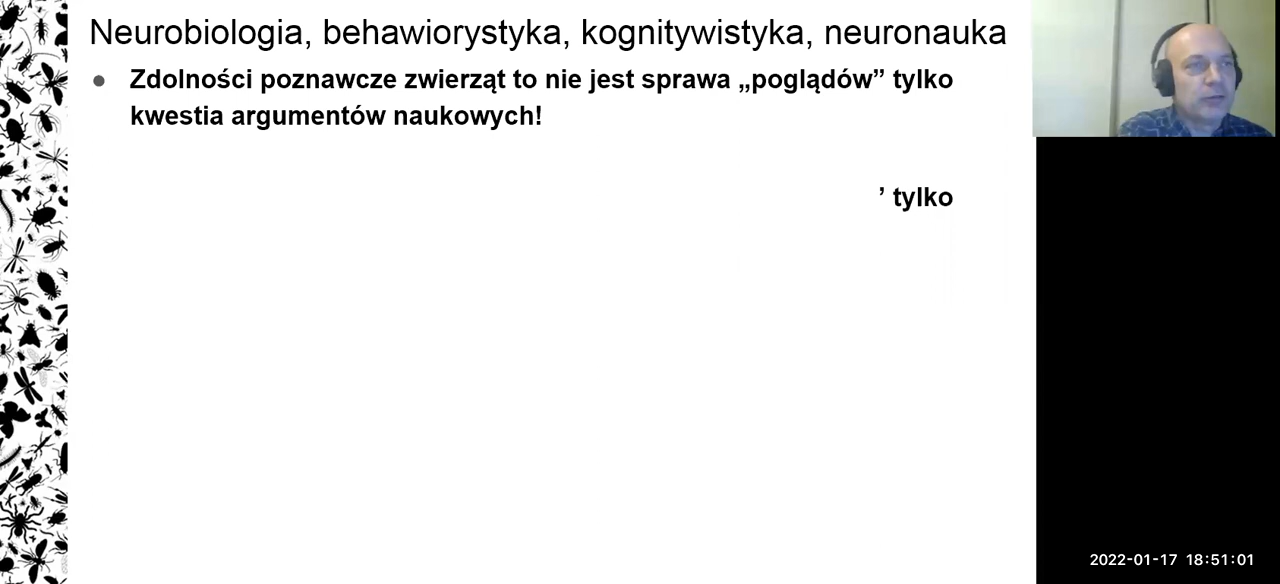 Neurobiologia, behawiorystyka, kognitywistyka, neuronauka
● Zdolności poznawcze zwierząt to nie jest sprawa „poglądów” tylko
kwestia argumentów naukowych!
’ tylko
2022-01-17 18:51:01